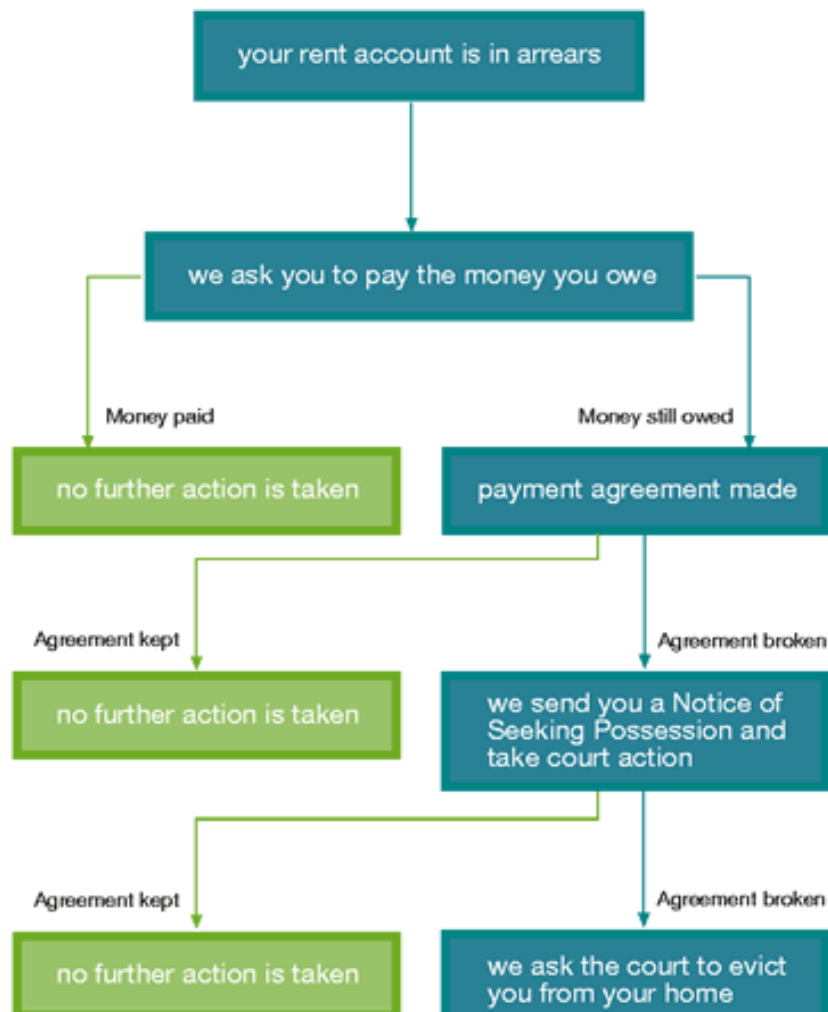 your rent account is in arrears
we ask you to pay the money you owe
Money paid
Money still owed
no further action is taken
payment agreement made
Agreement kept
Agreement broken
no further action is taken
we send you a Notice of
Seeking Possession and
take court action
Agreement kept
Agreement broken
no further action is taken
we ask the court to evict
you from your home